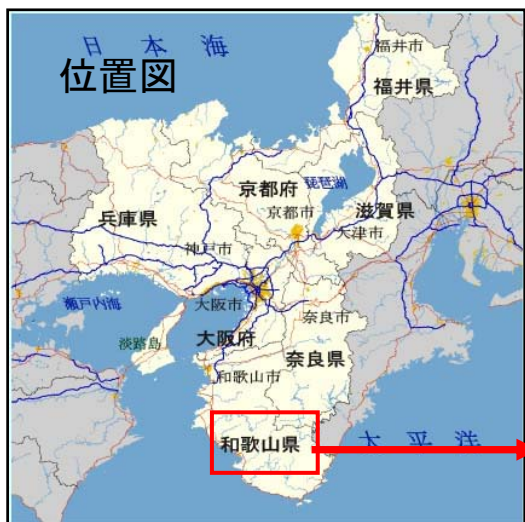 日本海
位置図
福井市
福井県
京都府
琵琶湖
京都市
滋賀県
兵庫県
大津市
神戸市
瀬戸内海
大阪市
奈良市
大阪府
淡路島
奈良県
和歌山市
和歌山県
太平洋